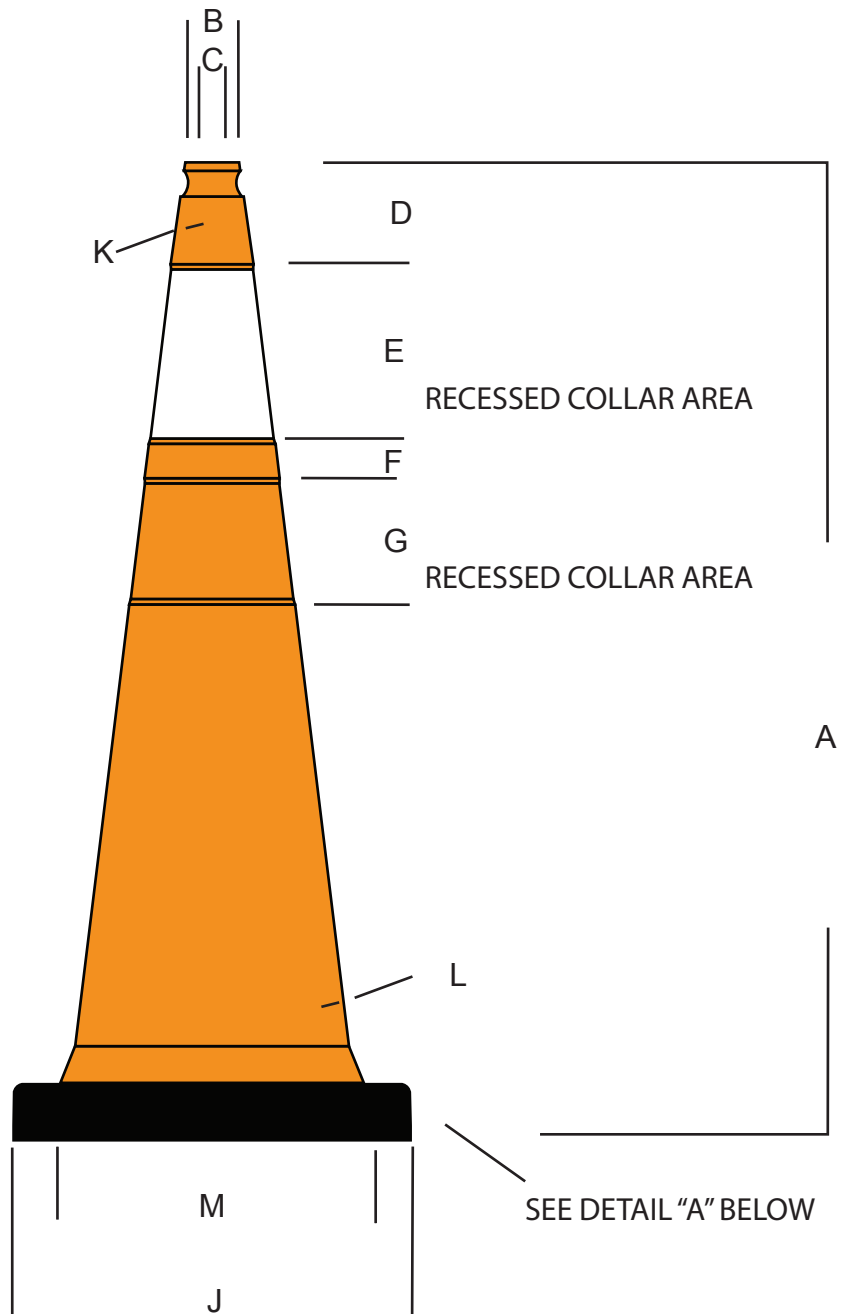 B
C
D
K
E
RECESSED COLLAR AREA
F
G
RECESSED COLLAR AREA
A
L
M
SEE DETAIL “A” BELOW
J